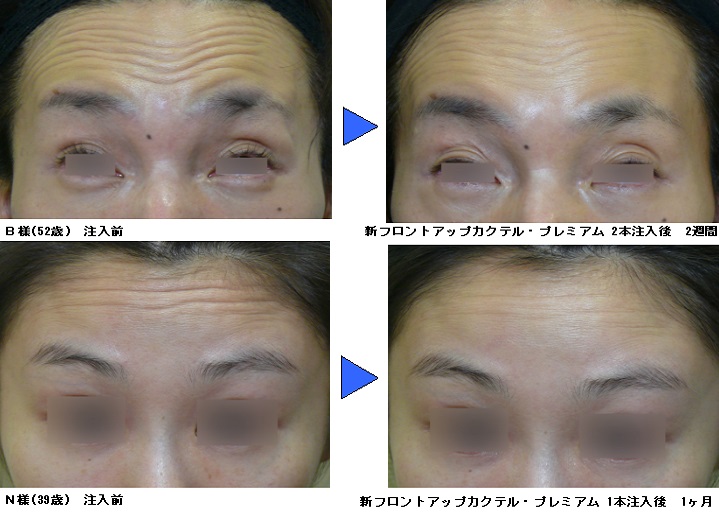 B様(52歳)　注入前
新フロントアップカクテル・プレミアム 2本注入後　2週間
N様(39歳)　注入前
新フロントアップカクテル・プレミアム 1本注入後　1ヶ月